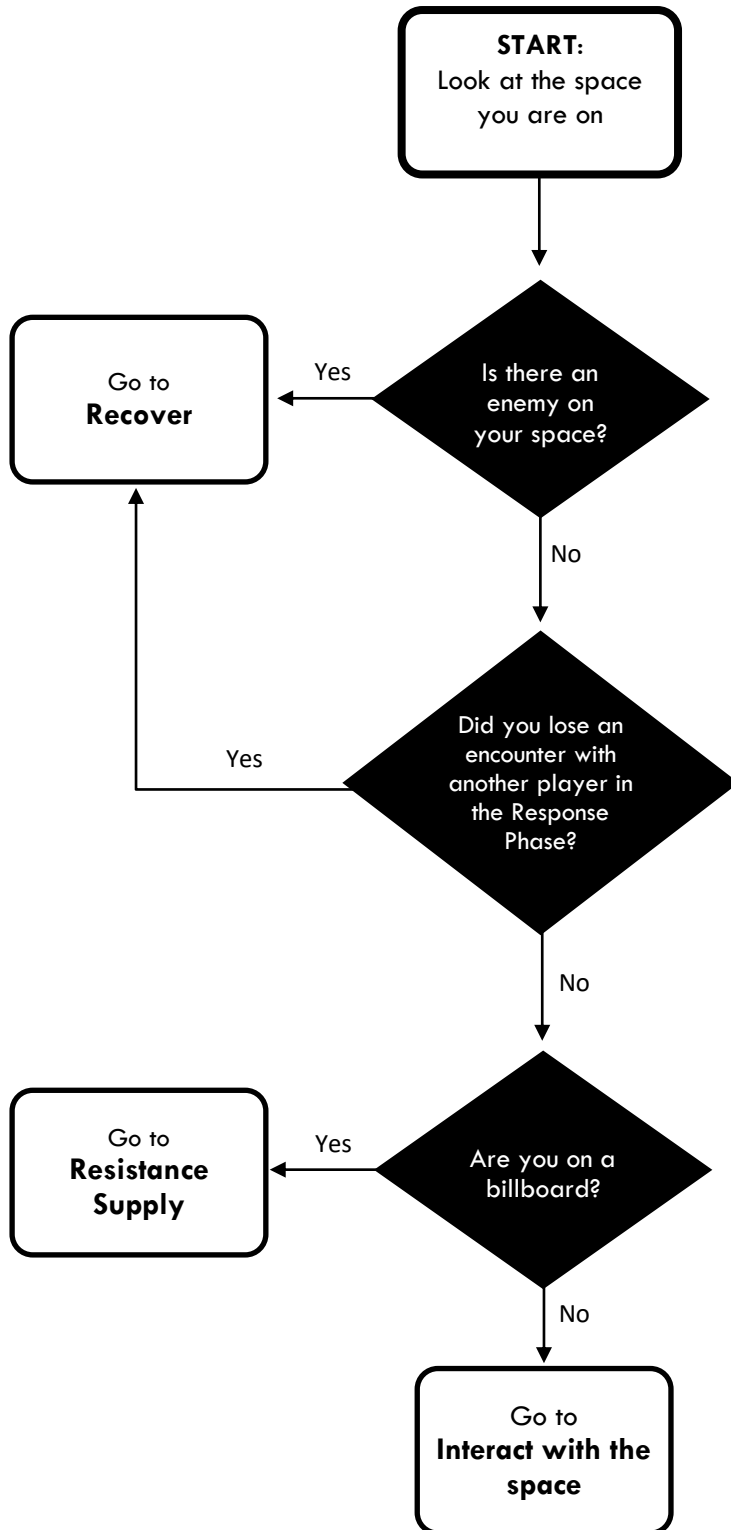 START:
Look at the space
you are on
Is there an
enemy on
your space?
Yes
Go to
Recover
No
Did you lose an
encounter with
another player in
the Response
Phase?
Yes
No
Are you on a
billboard?
Yes
Go to
Resistance
Supply
No
Go to
Interact with the
space